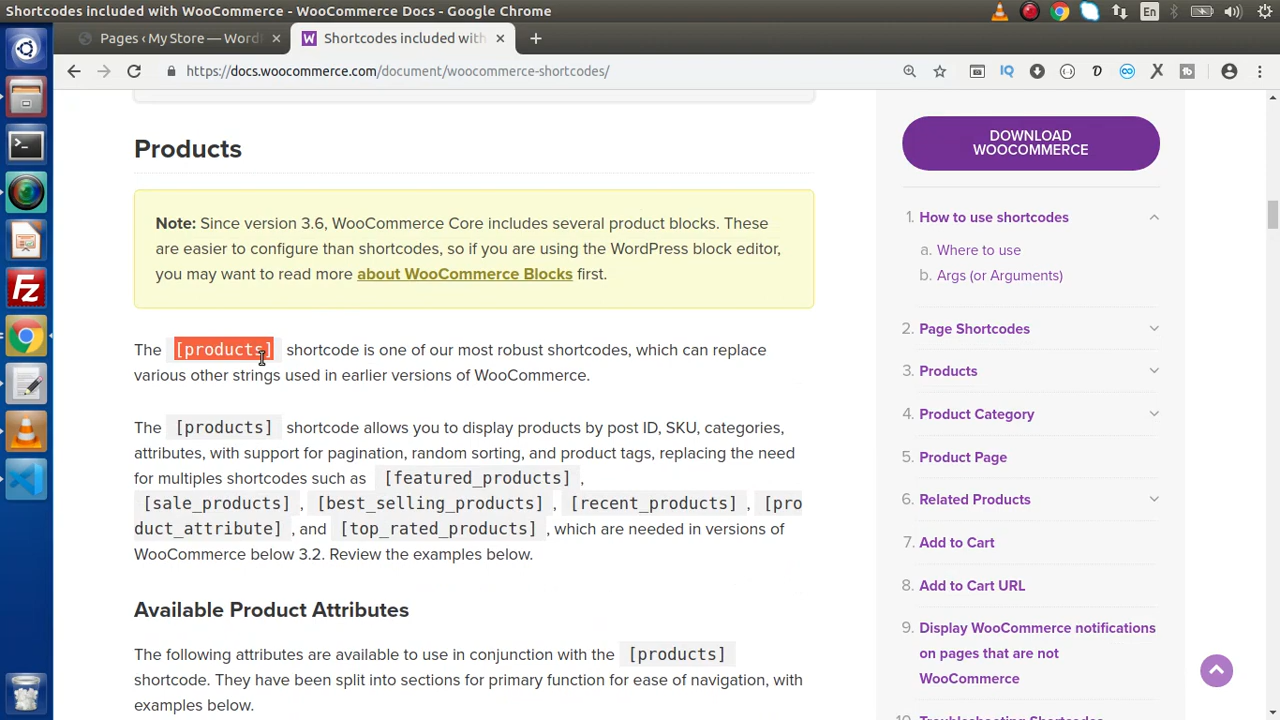 Shortcodes included with WooCommerce - WooCommerce Docs - Google Chrome
En
Pages ‹ My Store — Word
Shortcodes included with
https://docs.woocommerce.com/document/woocommerce-shortcodes/
Products
Note: Since version 3.6, WooCommerce Core includes several product blocks. These
are easier to configure than shortcodes, so if you are using the WordPress block editor,
you may want to read more about WooCommerce Blocks first.
The [products] shortcode is one of our most robust shortcodes, which can replace
various other strings used in earlier versions of WooCommerce.
The [products] shortcode allows you to display products by post ID, SKU, categories,
attributes, with support for pagination, random sorting, and product tags, replacing the need
for multiple shortcodes such as [featured_products] ,
[sale_products] , [best_selling_products] , [recent_products] , [pro
duct_attribute] , and [top_rated_products] , which are needed in versions of
WooCommerce below 3.2. Review the examples below.
Available Product Attributes
The following attributes are available to use in conjunction with the [products]
shortcode. They have been split into sections for primary function for ease of navigation, with
examples below.
DOWNLOAD
WOOCOMMERCE
1. How to use shortcodes
a. Where to use
b. Args (or Arguments)
2. Page Shortcodes
3. Products
4. Product Category
5. Product Page
6. Related Products
7. Add to Cart
8. Add to Cart URL
9. Display WooCommerce notifications
on pages that are not
WooCommerce
10. Troubleshooting Shortcodes